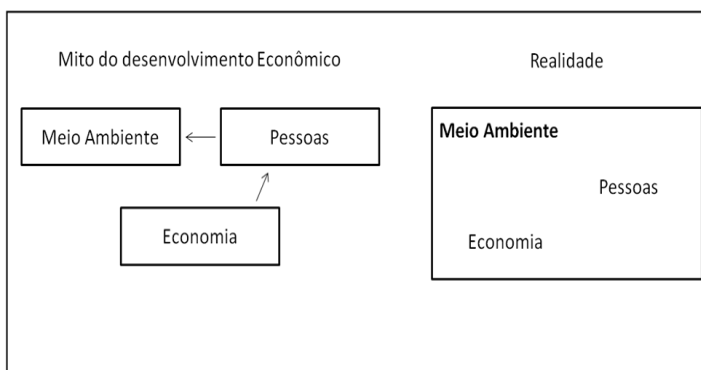 Mito do desenvolvimento Econômico
Realidade
Meio Ambiente
Pessoas
Economia
Meio Ambiente
Pessoas
Economia